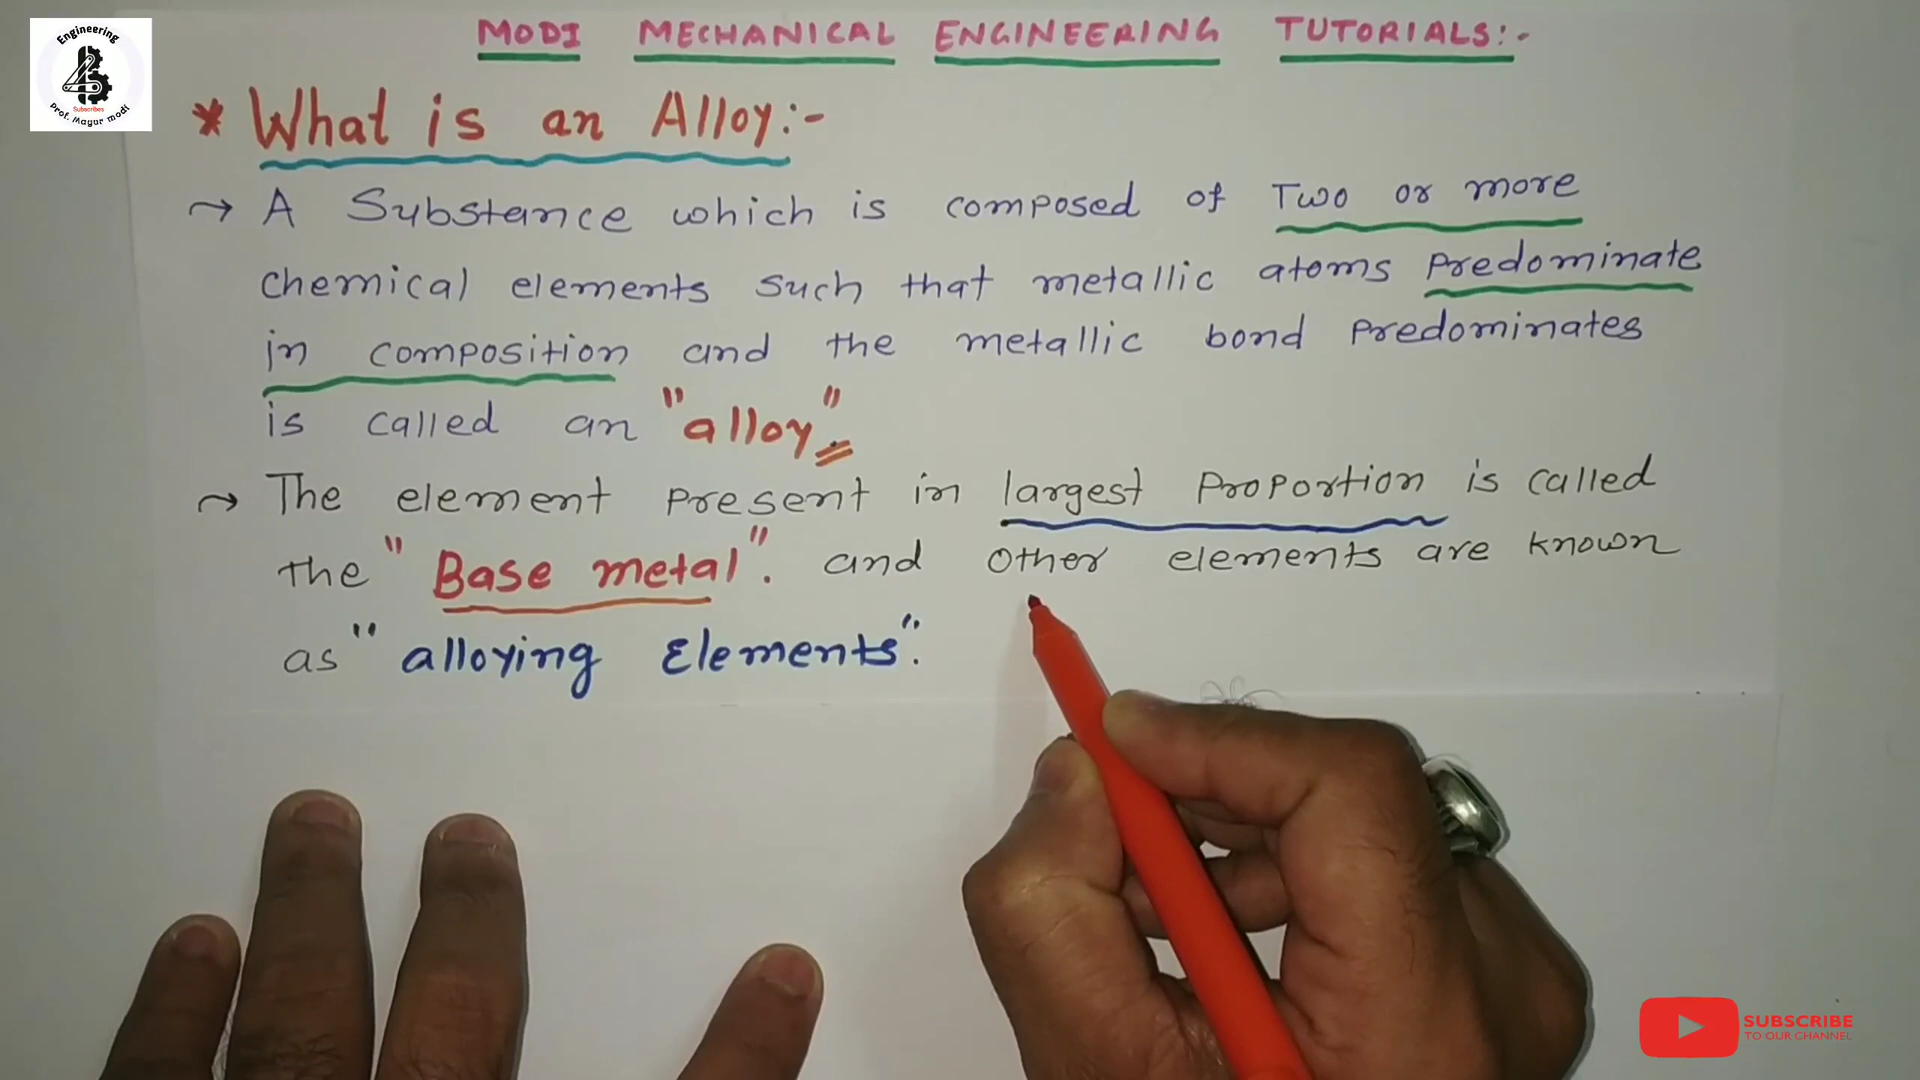 MODI MECHANICAL ENGINEERING TUTORIALS:-
Engineering
Subscribes
Prof. Mayur modi
* What is an Alloy:-
→ A Substance which is composed of Two or more
chemical elements such that metallic atoms predominate
in composition and the metallic bond predominates
is called an "alloy"
→ The element present in largest proportion is called
the "Base metal". and other elements are known
as "alloying Elements".
SUBSCRIBE
TO OUR CHANNEL